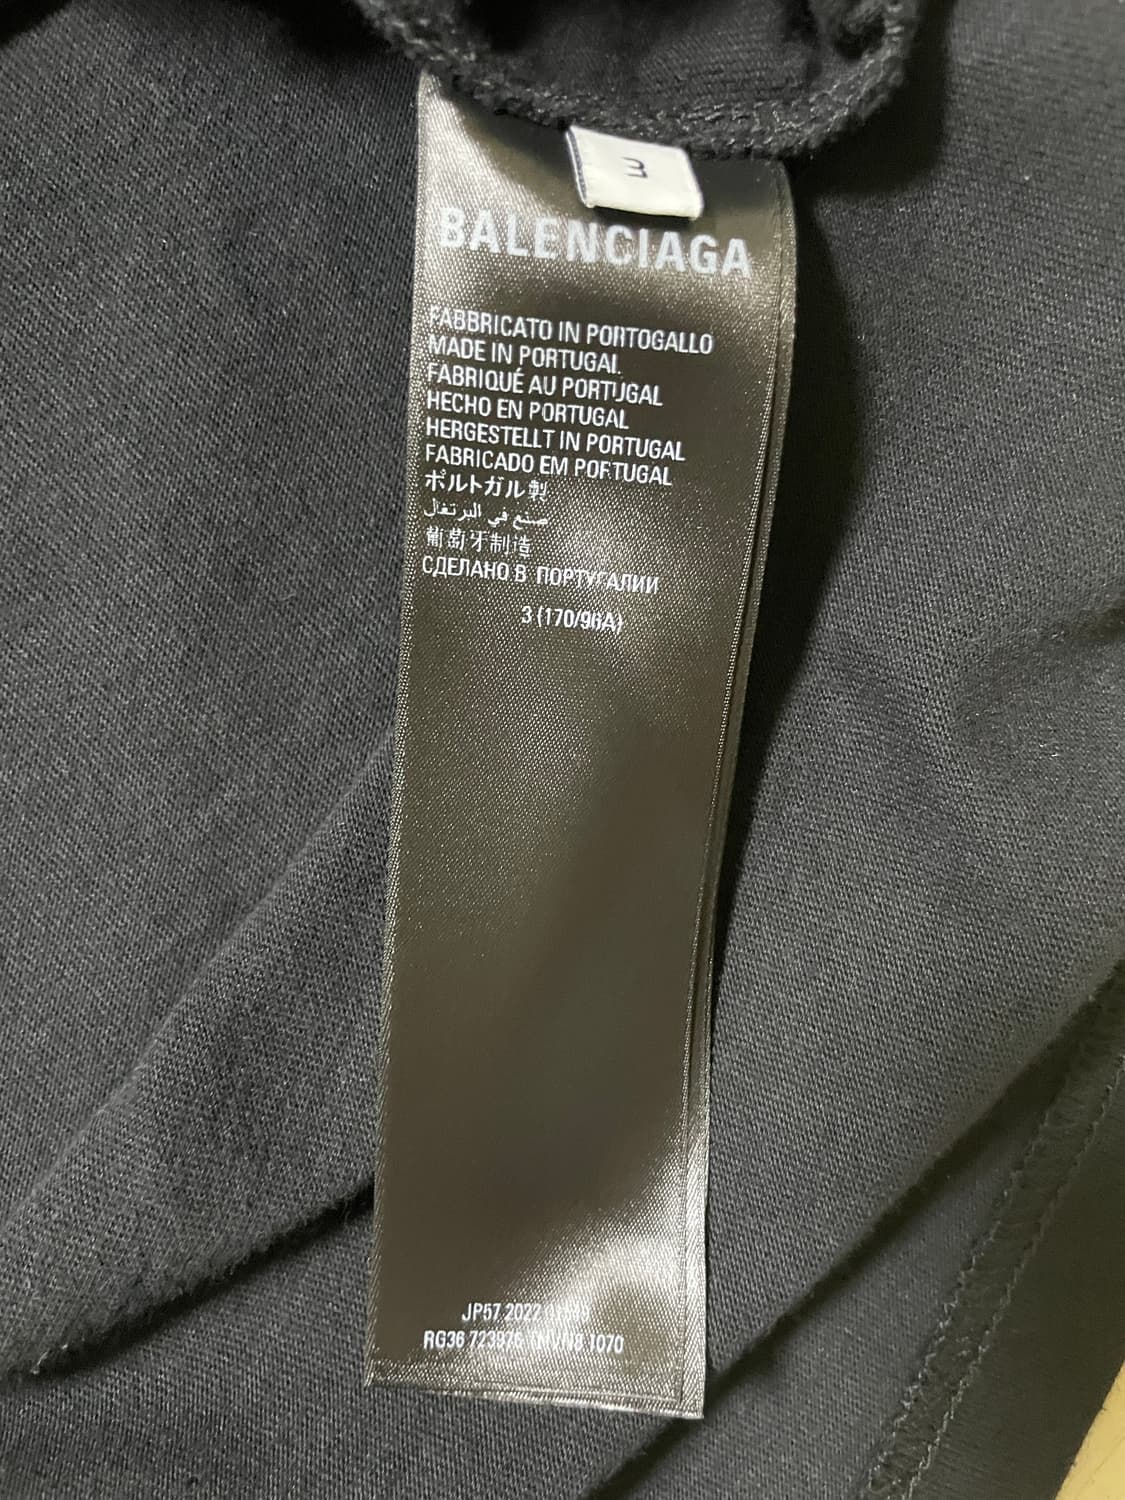 3
BALENCIAGA
FABBRICATO IN PORTOGALLO
MADE IN PORTUGAL
FABRIQUÉ AU PORTUGAL
HECHO EN PORTUGAL
HERGESTELLT IN PORTUGAL
FABRICADO EM PORTUGAL
ポルトガル製
صنع في البرتغال
葡萄牙制造
СДЕЛАНО В ПОРТУГАЛИИ
3 (170/96A)
JP57 2022
RG36 1070